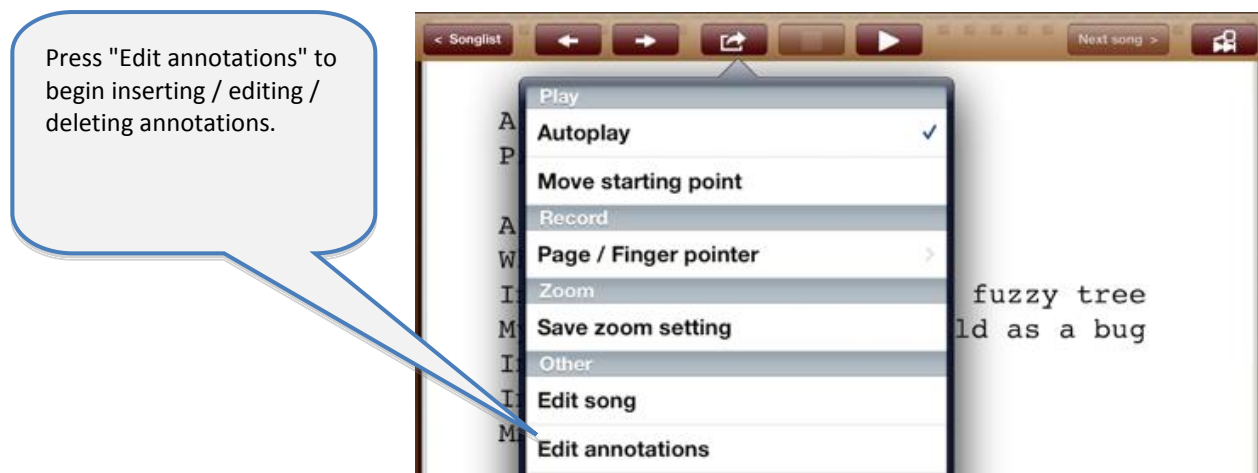 Press "Edit annotations" to
begin inserting / editing /
deleting annotations.
< Songlist
Next song >
Play
Autoplay
Move starting point
Record
Page / Finger pointer
Zoom
fuzzy tree
Save zoom setting
ld as a bug
Other
Edit song
Edit annotations